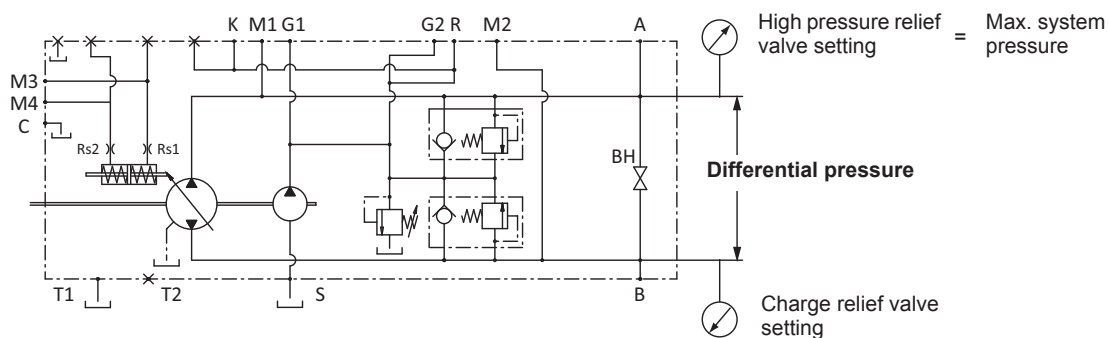 K M1 G1 G2 R M2 A
High pressure relief valve setting = Max. system pressure
M3
M4
C
Rs2 Rs1
BH
Differential pressure
T1 T2 S B
Charge relief valve setting